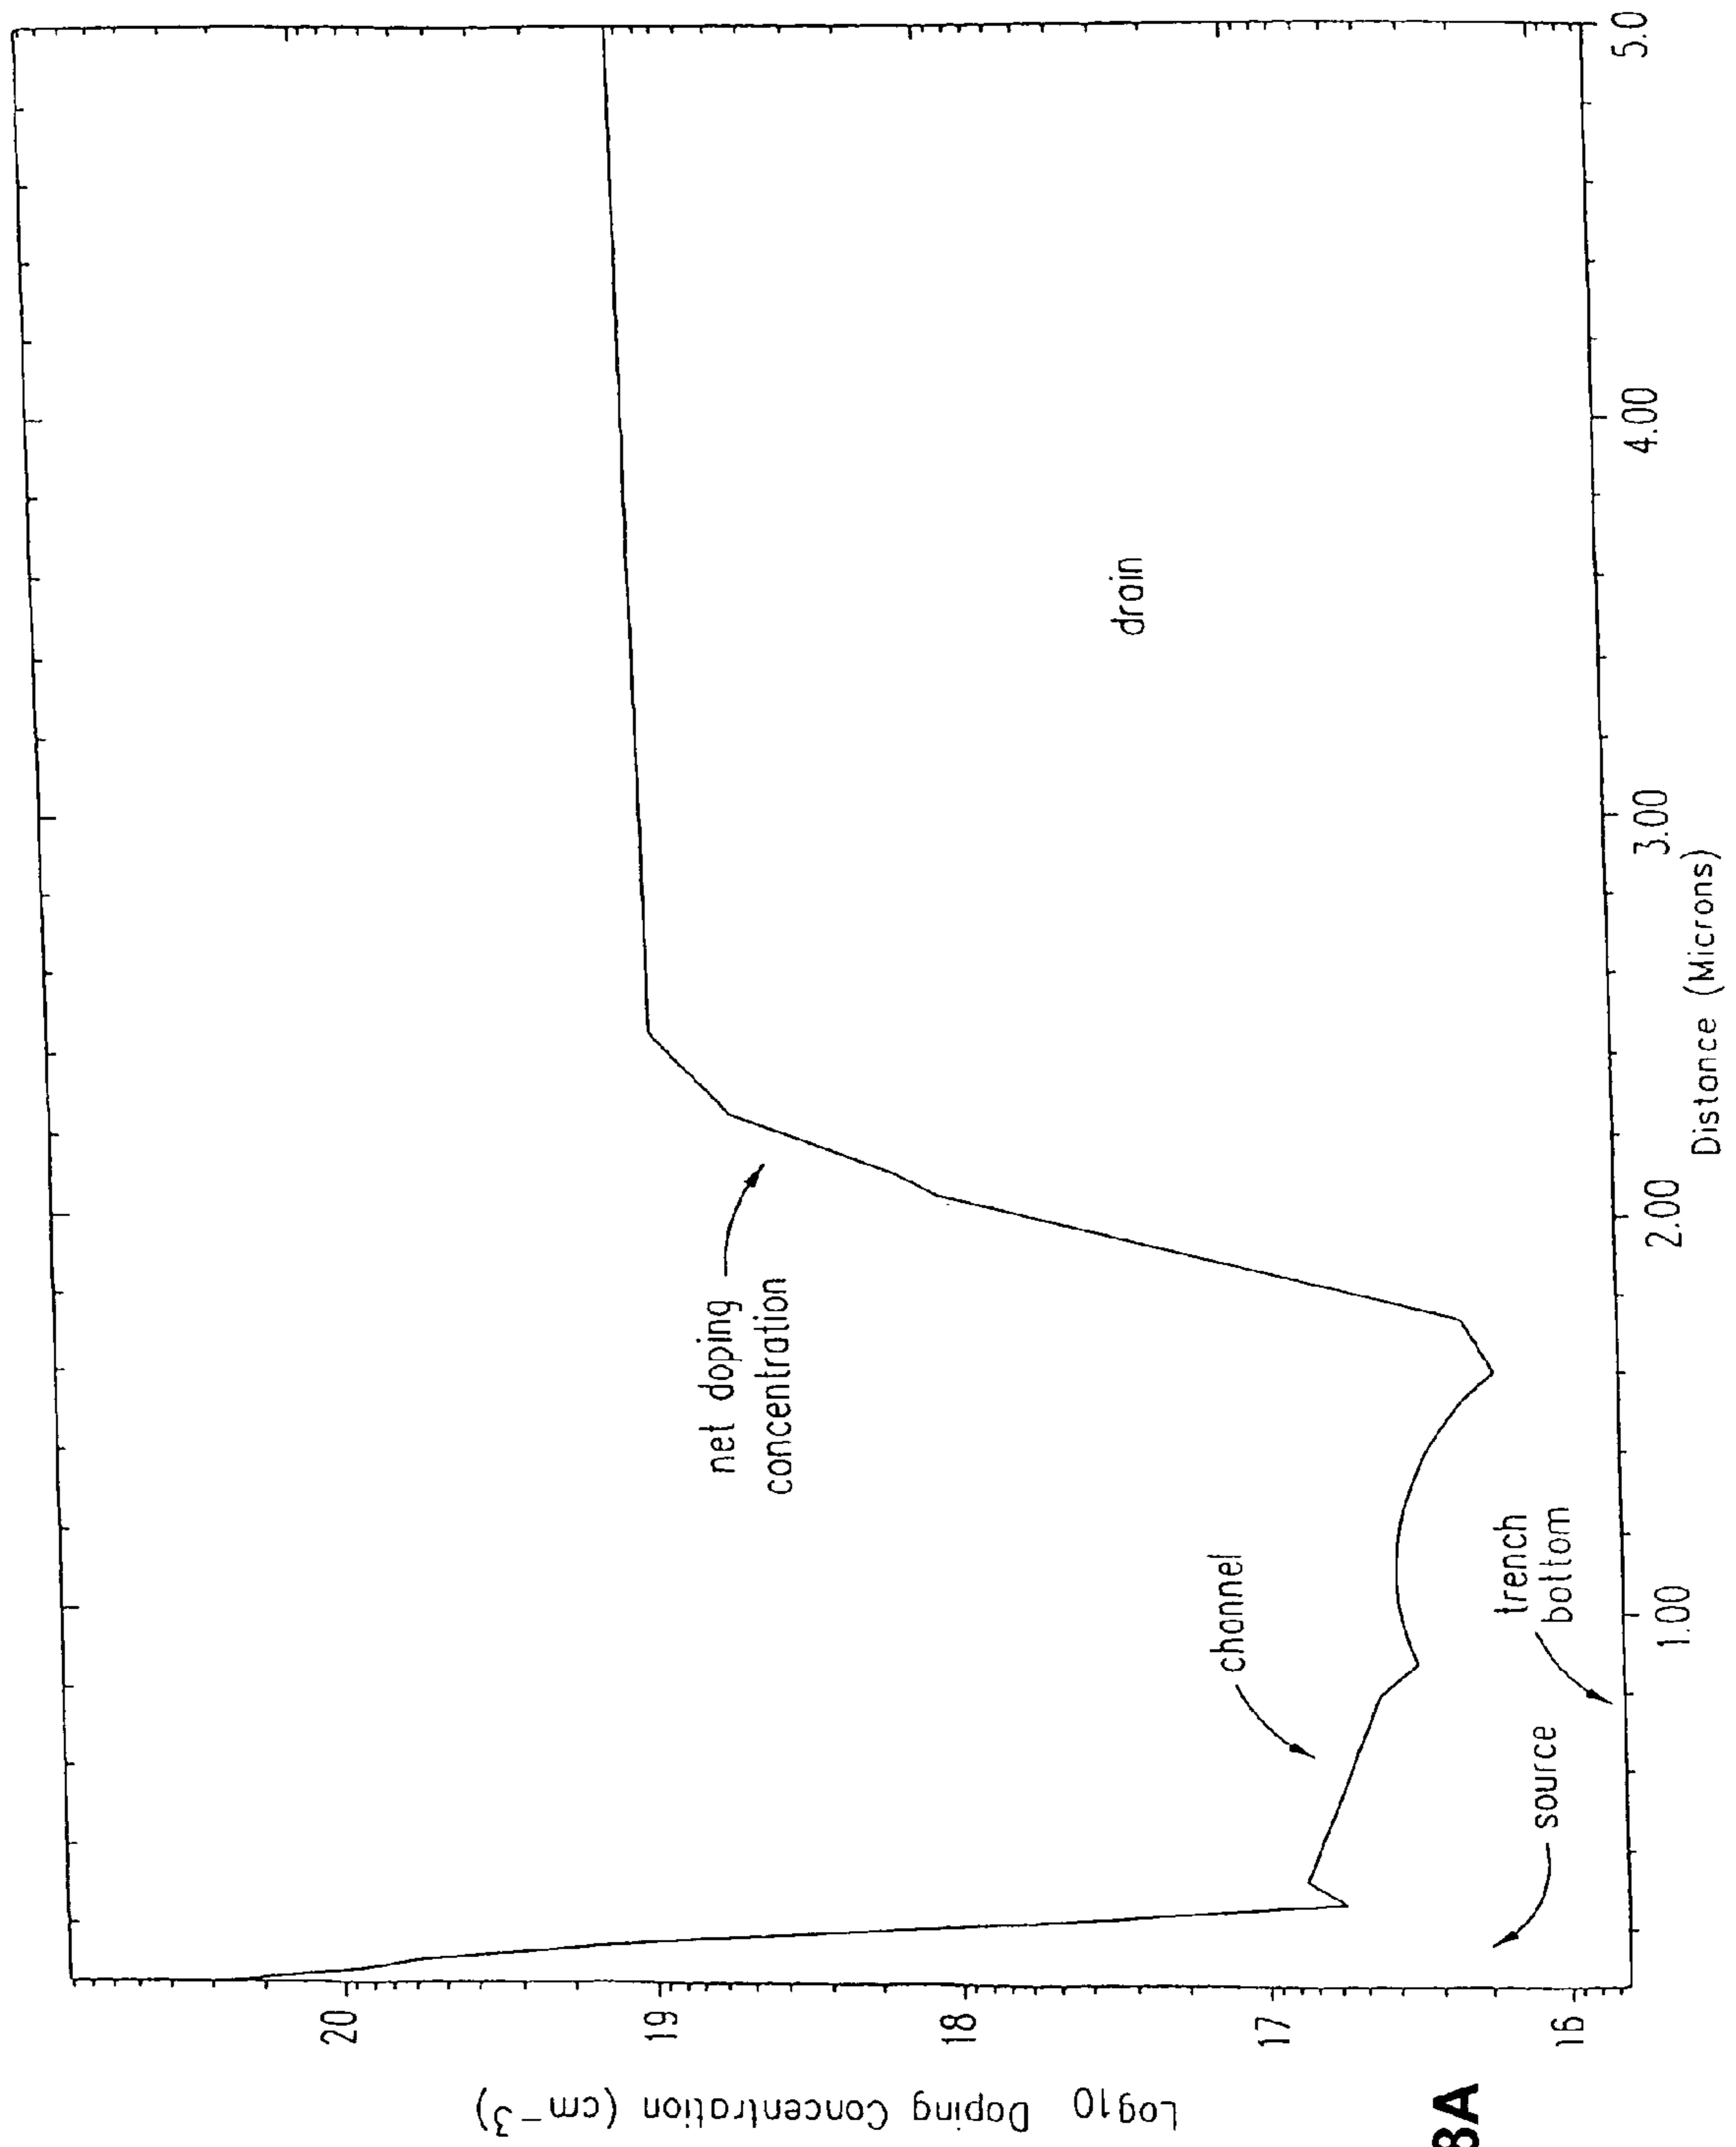 Log10 Doping Concentration (cm⁻³)
20
19
18
17
16
net doping
concentration
channel
drain
source
trench
bottom
1.00
2.00
3.00
4.00
5.0
Distance (Microns)
8A